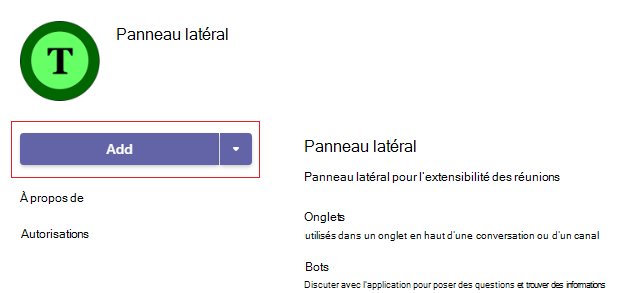 T
Panneau latéral
Add
À propos de
Autorisations
Panneau latéral
Panneau latéral pour l'extensibilité des réunions
Onglets
utilisés dans un onglet en haut d'une conversation ou d'un canal
Bots
Discuter avec l'application pour poser des questions et trouver des informations